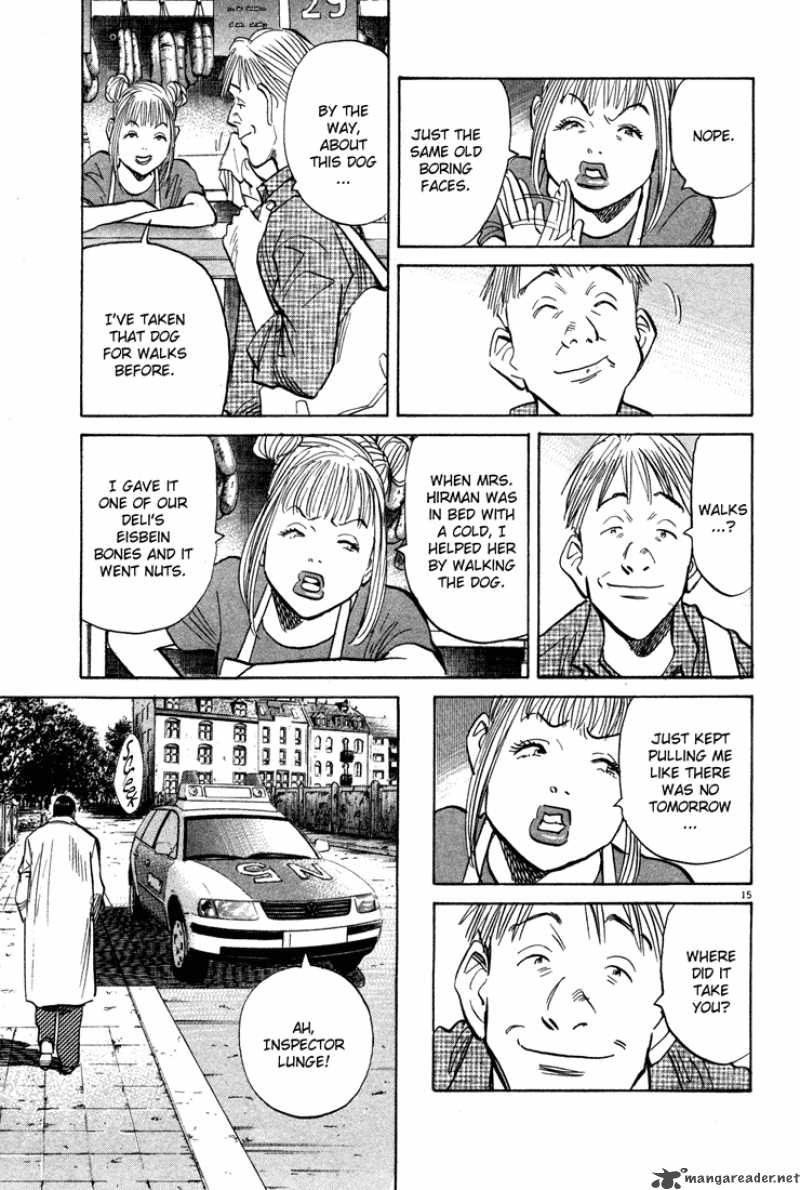 NOPE.
JUST THE
SAME OLD
BORING
FACES.
BY THE
WAY,
ABOUT
THIS DOG
...
I'VE TAKEN
THAT DOG
FOR WALKS
BEFORE.
29
WALKS
...?
WHEN MRS.
HIRMAN WAS
IN BED WITH
A COLD, I
HELPED HER
BY WALKING
THE DOG.
I GAVE IT
ONE OF OUR
DELI'S
EISBEIN
BONES AND IT
WENT NUTS.
JUST KEPT
PULLING ME
LIKE THERE
WAS NO
TOMORROW
...
15
WHERE
DID IT
TAKE
YOU?
AH,
INSPECTOR
LUNGE!
mangareader.net